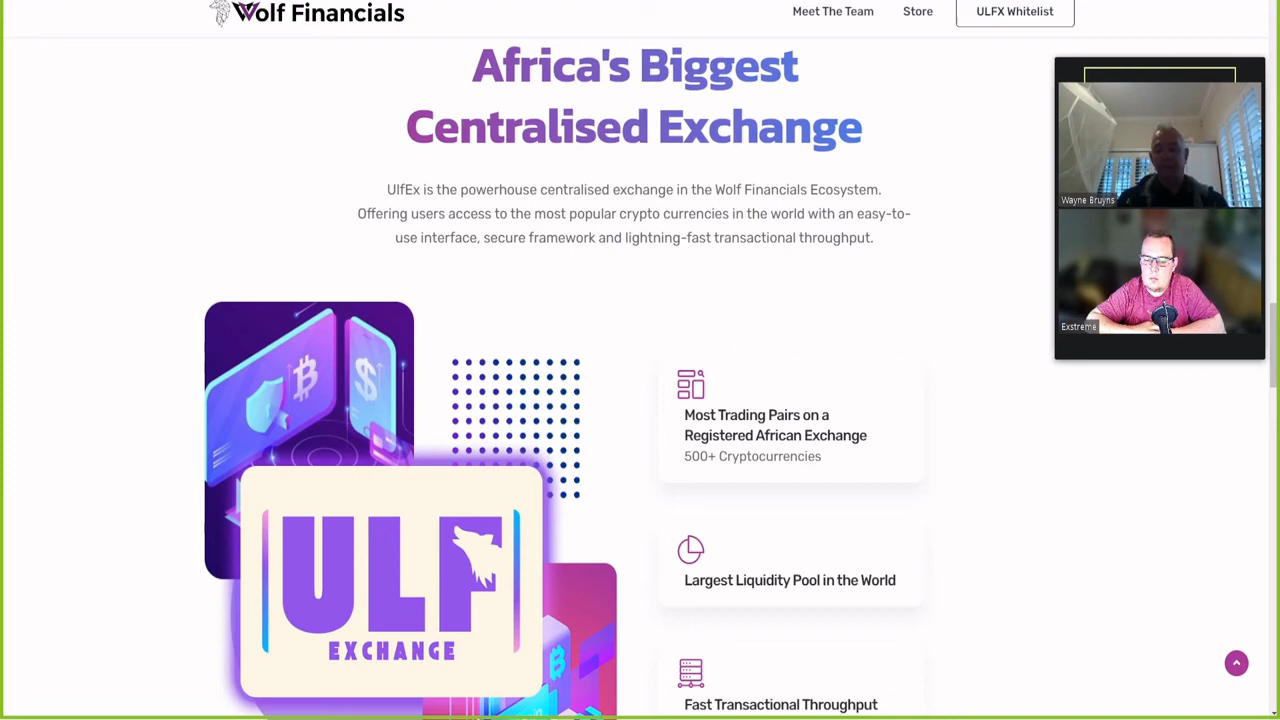 Wolf Financials
Meet The Team
Store
ULFX Whitelist
Africa's Biggest
Centralised Exchange
UlfEx is the powerhouse centralised exchange in the Wolf Financials Ecosystem.
Offering users access to the most popular crypto currencies in the world with an easy-to-
use interface, secure framework and lightning-fast transactional throughput.
Wayne Bruyns
Exstreme
Most Trading Pairs on a
Registered African Exchange
500+ Cryptocurrencies
ULF
EXCHANGE
Largest Liquidity Pool in the World
Fast Transactional Throughput